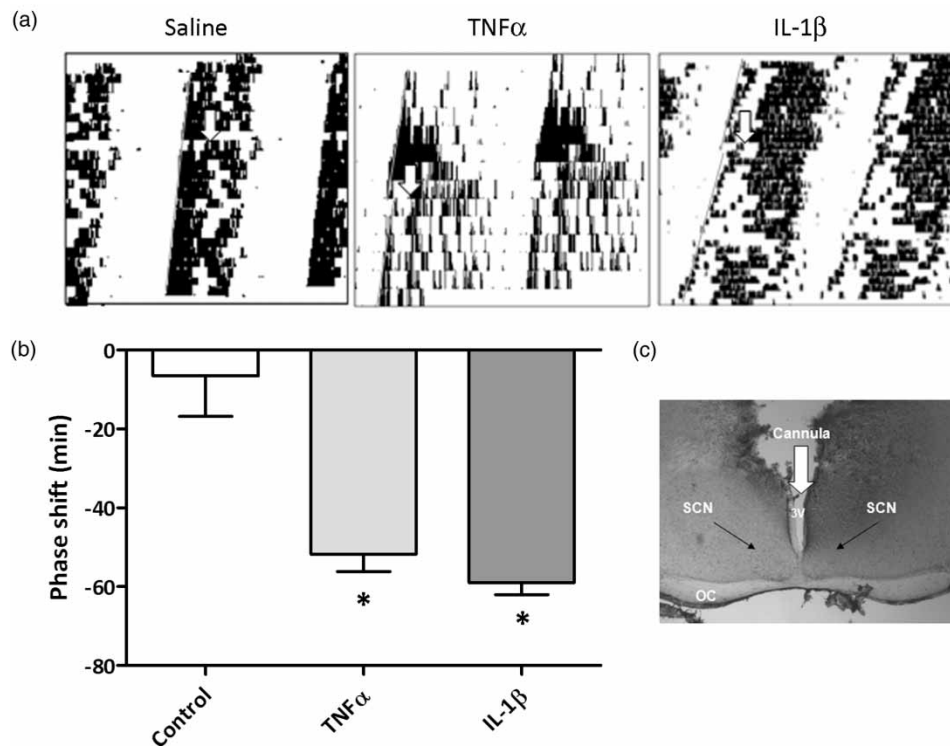 (a)
Saline
TNFα
IL-1β
(b)
0
-20
-40
-60
-80
Phase shift (min)
*
*
Control
TNFα
IL-1β
(c)
Cannula
3V
SCN
SCN
OC